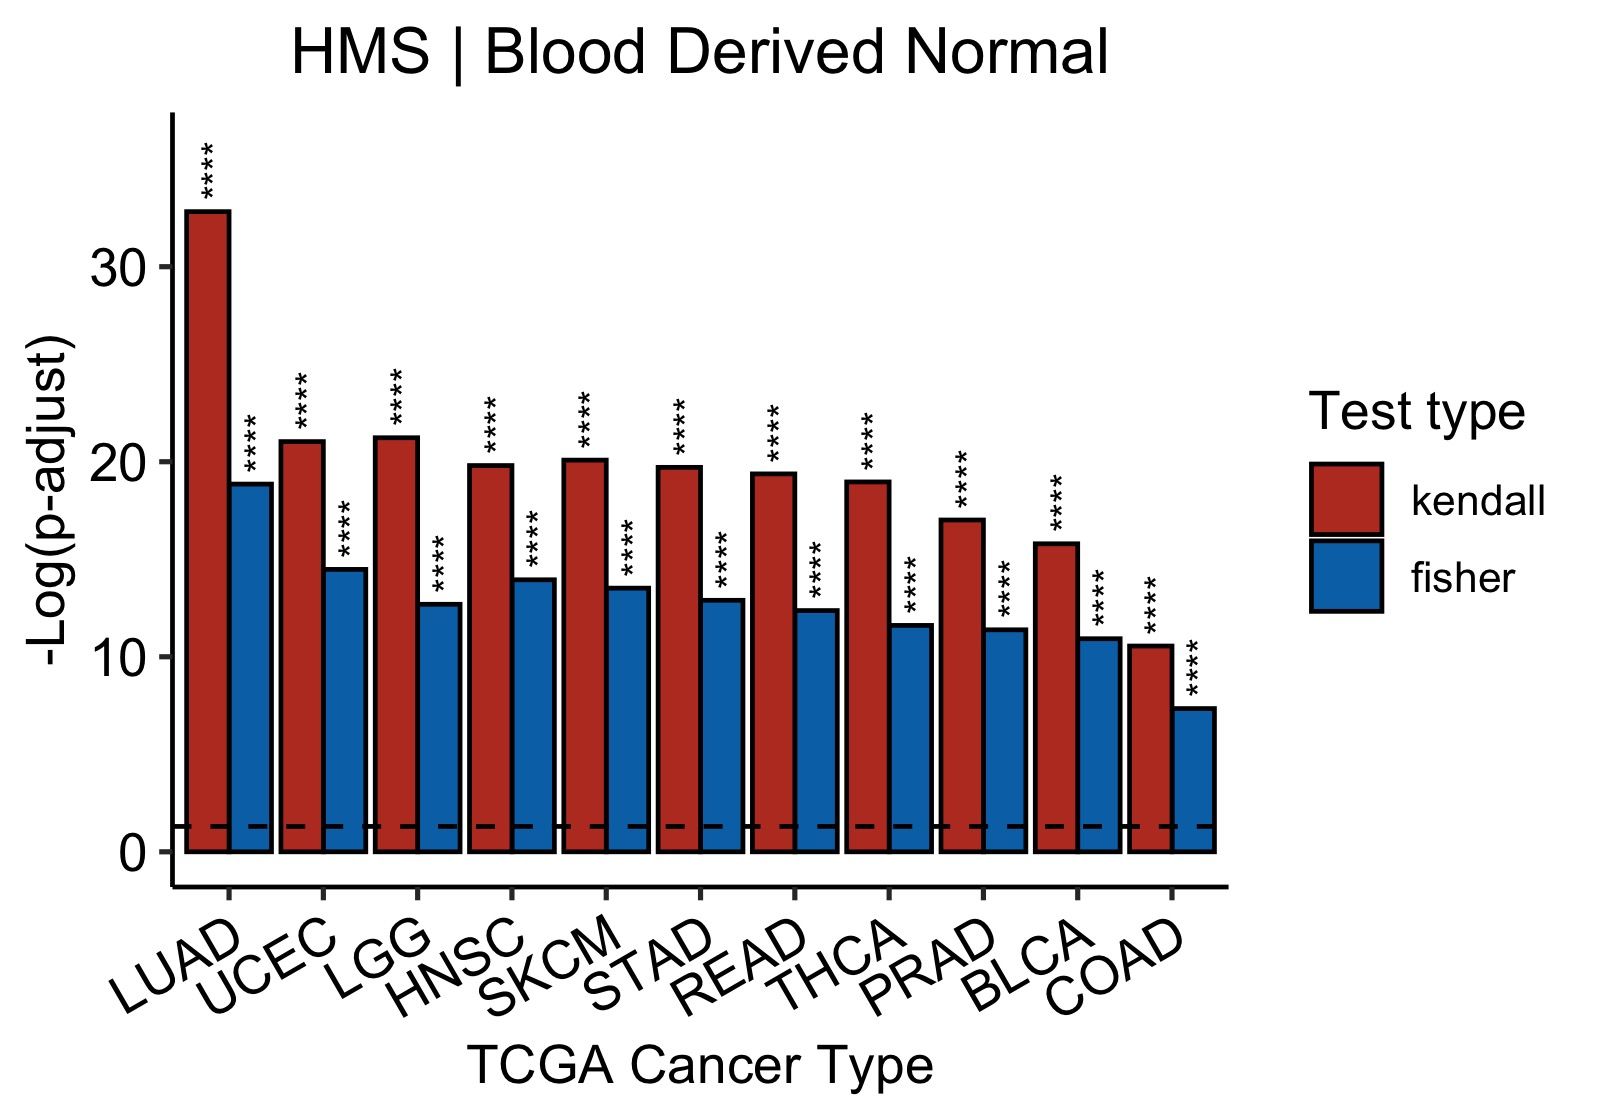 HMS | Blood Derived Normal
-Log(p-adjust)
30
20
10
0
**** **** **** **** **** **** **** **** **** **** **** **** **** **** **** **** **** **** **** **** **** ****
LUAD UCEC LGG HNSC SKCM STAD READ THCA PRAD BLCA COAD
TCGA Cancer Type
Test type
kendall
fisher